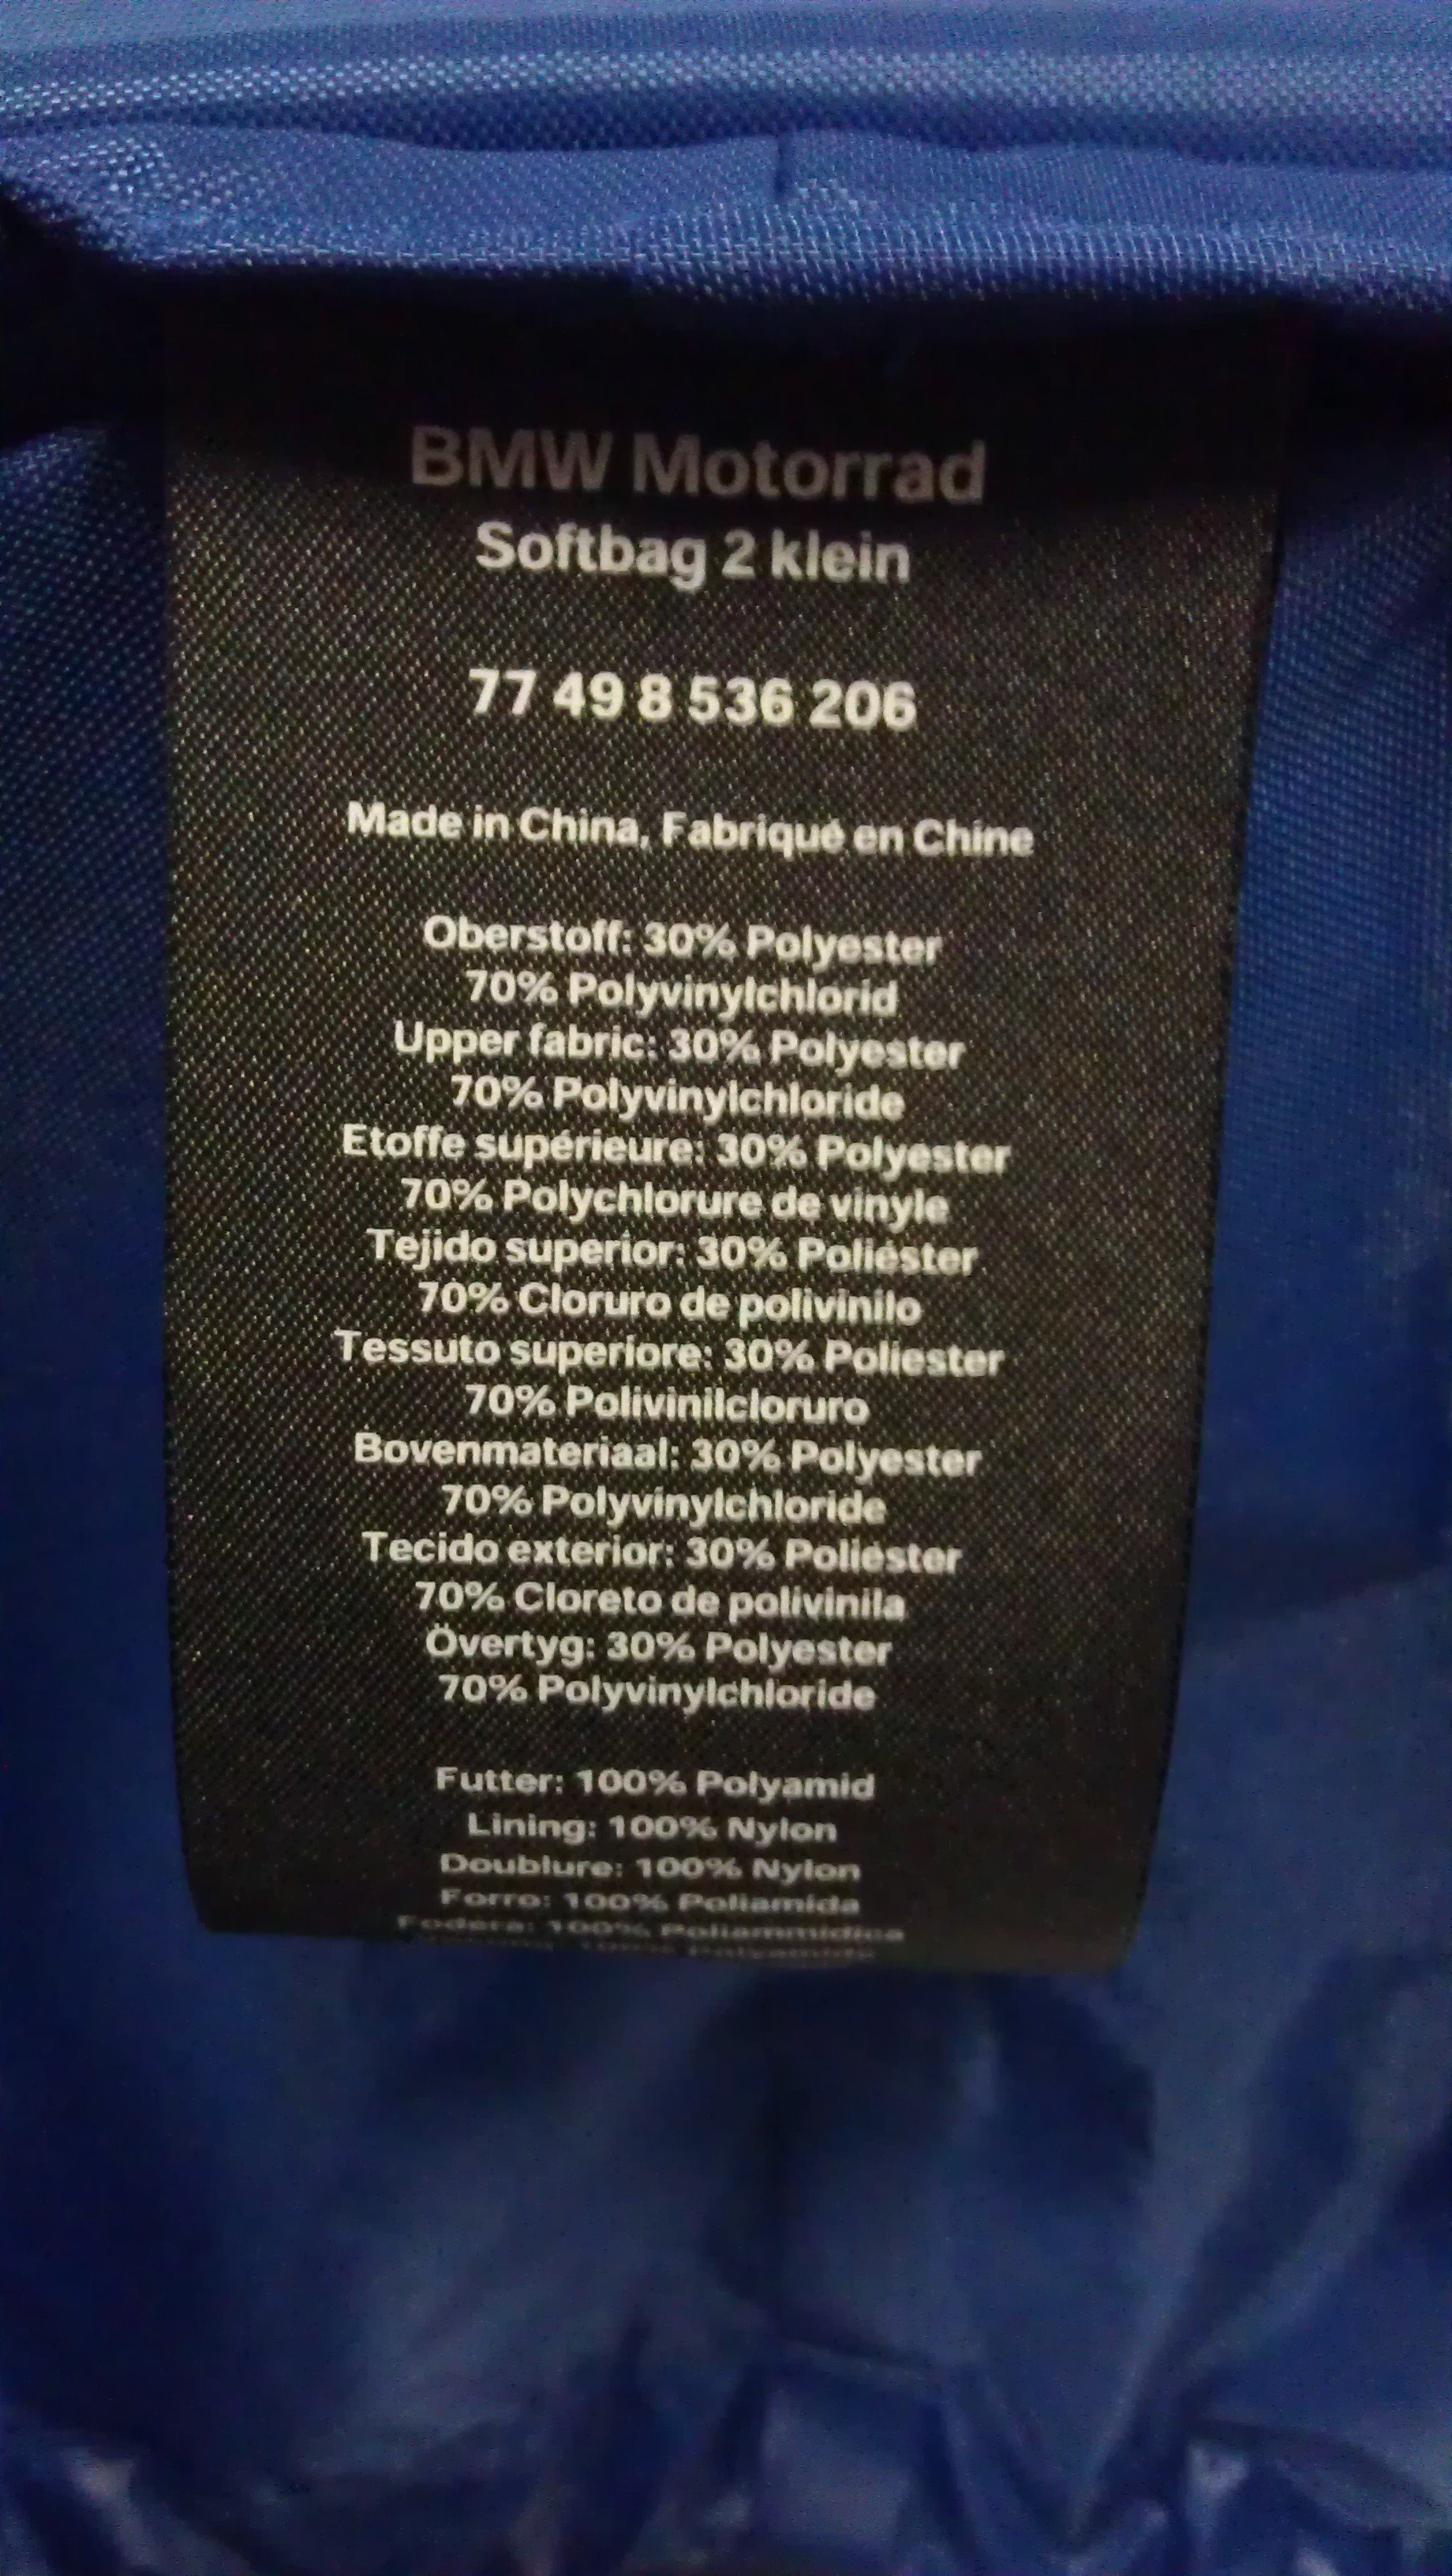 BMW Motorrad
Softbag 2 klein
77 49 8 536 206
Made in China, Fabriqué en Chine
Oberstoff: 30% Polyester
70% Polyvinylchlorid
Upper fabric: 30% Polyester
70% Polyvinylchloride
Etoffe supérieure: 30% Polyester
70% Polychlorure de vinyle
Tejido superior: 30% Poliéster
70% Cloruro de polivinilo
Tessuto superiore: 30% Poliester
70% Polivinilcloruro
Bovenmateriaal: 30% Polyester
70% Polyvinylchloride
Tecido exterior: 30% Poliester
70% Cloreto de polivinila
Övertyg: 30% Polyester
70% Polyvinylchloride
Futter: 100% Polyamid
Lining: 100% Nylon
Doublure: 100% Nylon
Forro: 100% Poliamida
Fodera: 100% Poliammidica